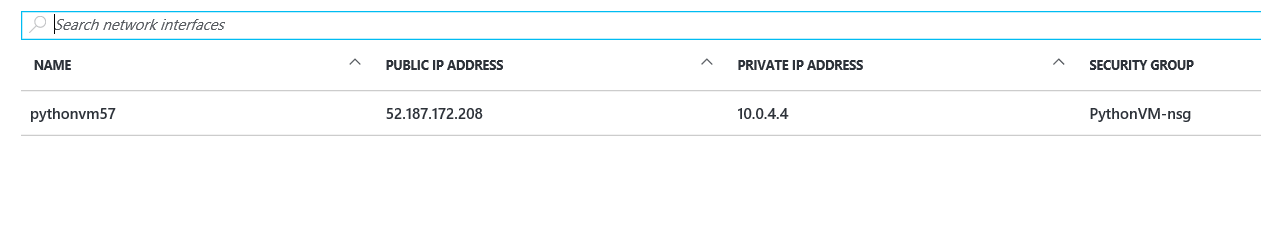 Search network interfaces
NAME PUBLIC IP ADDRESS PRIVATE IP ADDRESS SECURITY GROUP
pythonvm57 52.187.172.208 10.0.4.4 PythonVM-nsg